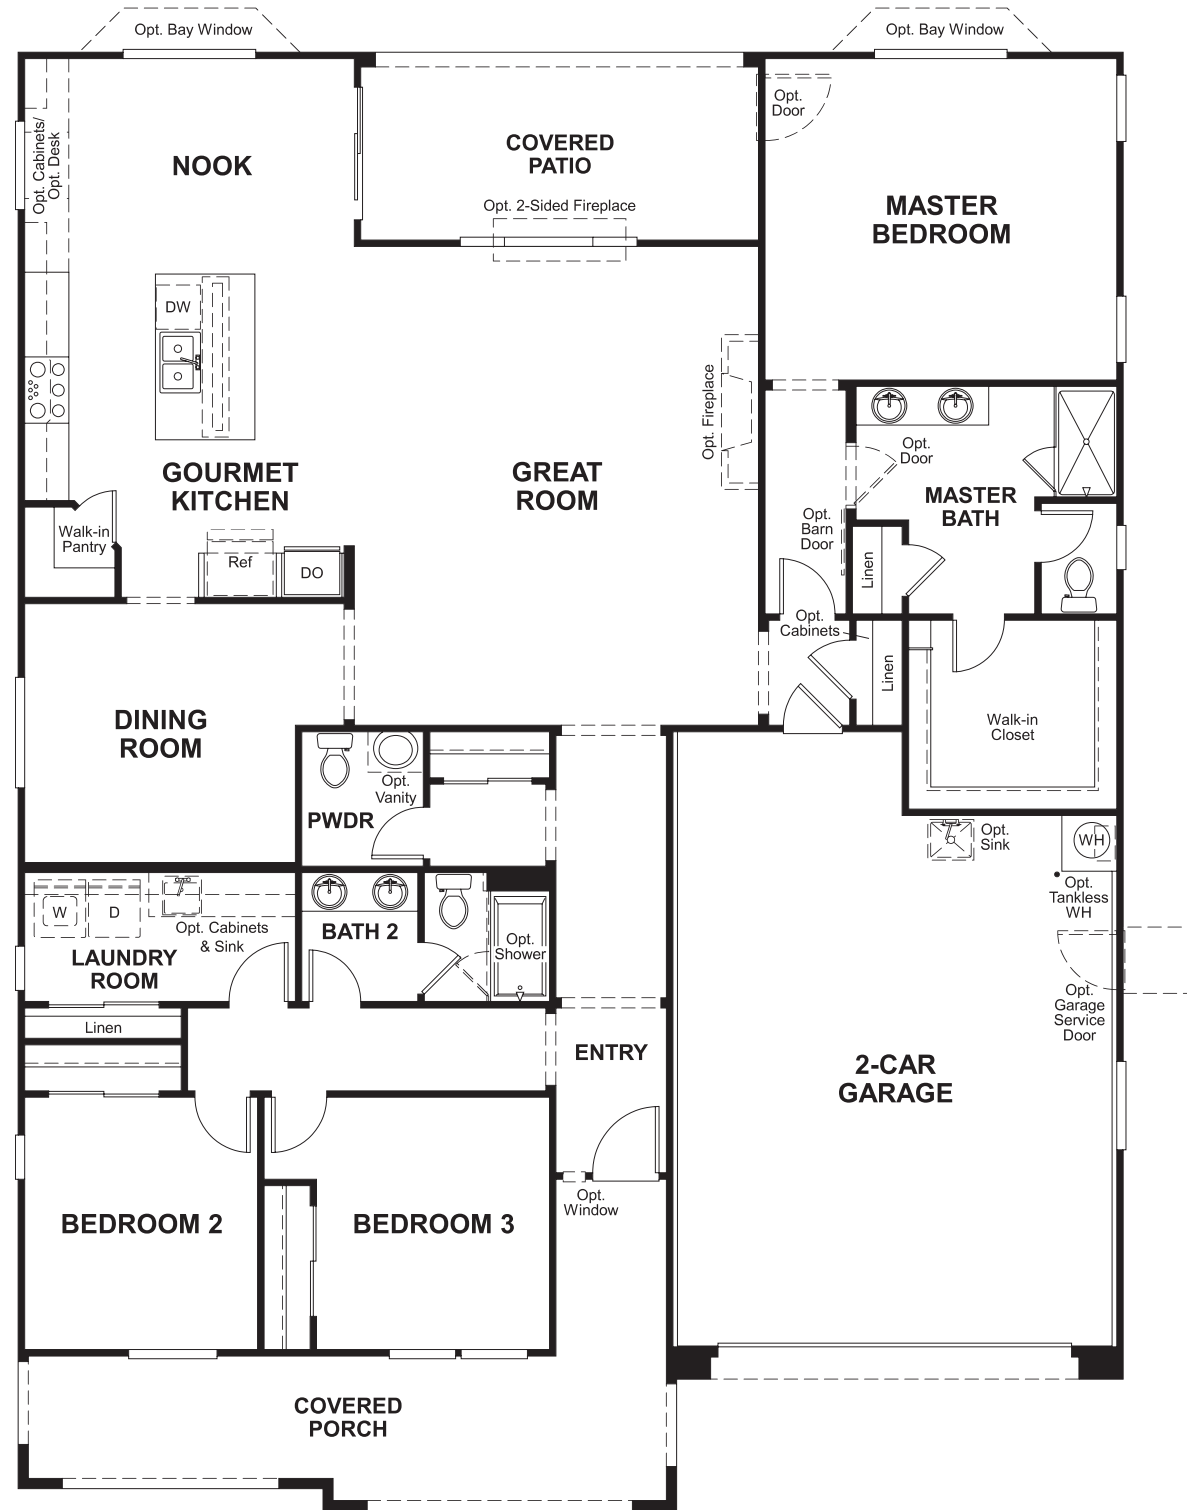 Opt. Bay Window
Opt. Bay Window
Opt. Cabinets/
Opt. Desk
NOOK
COVERED
PATIO
Opt. 2-Sided Fireplace
Opt.
Door
MASTER
BEDROOM
DW
Opt. Fireplace
GOURMET
KITCHEN
GREAT
ROOM
Opt.
Door
MASTER
BATH
Opt.
Barn
Door
Walk-in
Pantry
Ref
DO
Linen
Opt.
Cabinets
Linen
Walk-in
Closet
DINING
ROOM
Opt.
Vanity
PWDR
Opt.
Sink
WH
Opt.
Tankless
WH
W
D
Opt. Cabinets
& Sink
LAUNDRY
ROOM
BATH 2
Opt.
Shower
Opt.
Garage
Service
Door
Linen
ENTRY
2-CAR
GARAGE
BEDROOM 2
BEDROOM 3
Opt.
Window
COVERED
PORCH